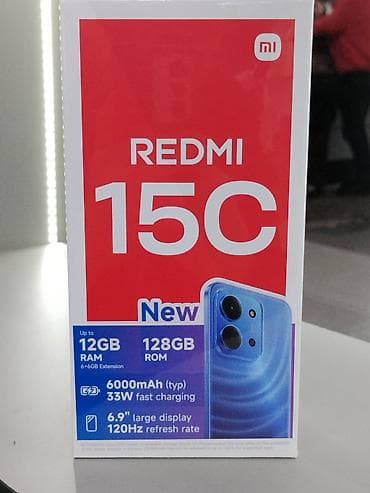 mi
REDMI
15C
New
Up to
12GB 128GB
RAM ROM
6+6GB Extension
6000mAh (typ)
33W fast charging
6.9" large display
120Hz refresh rate